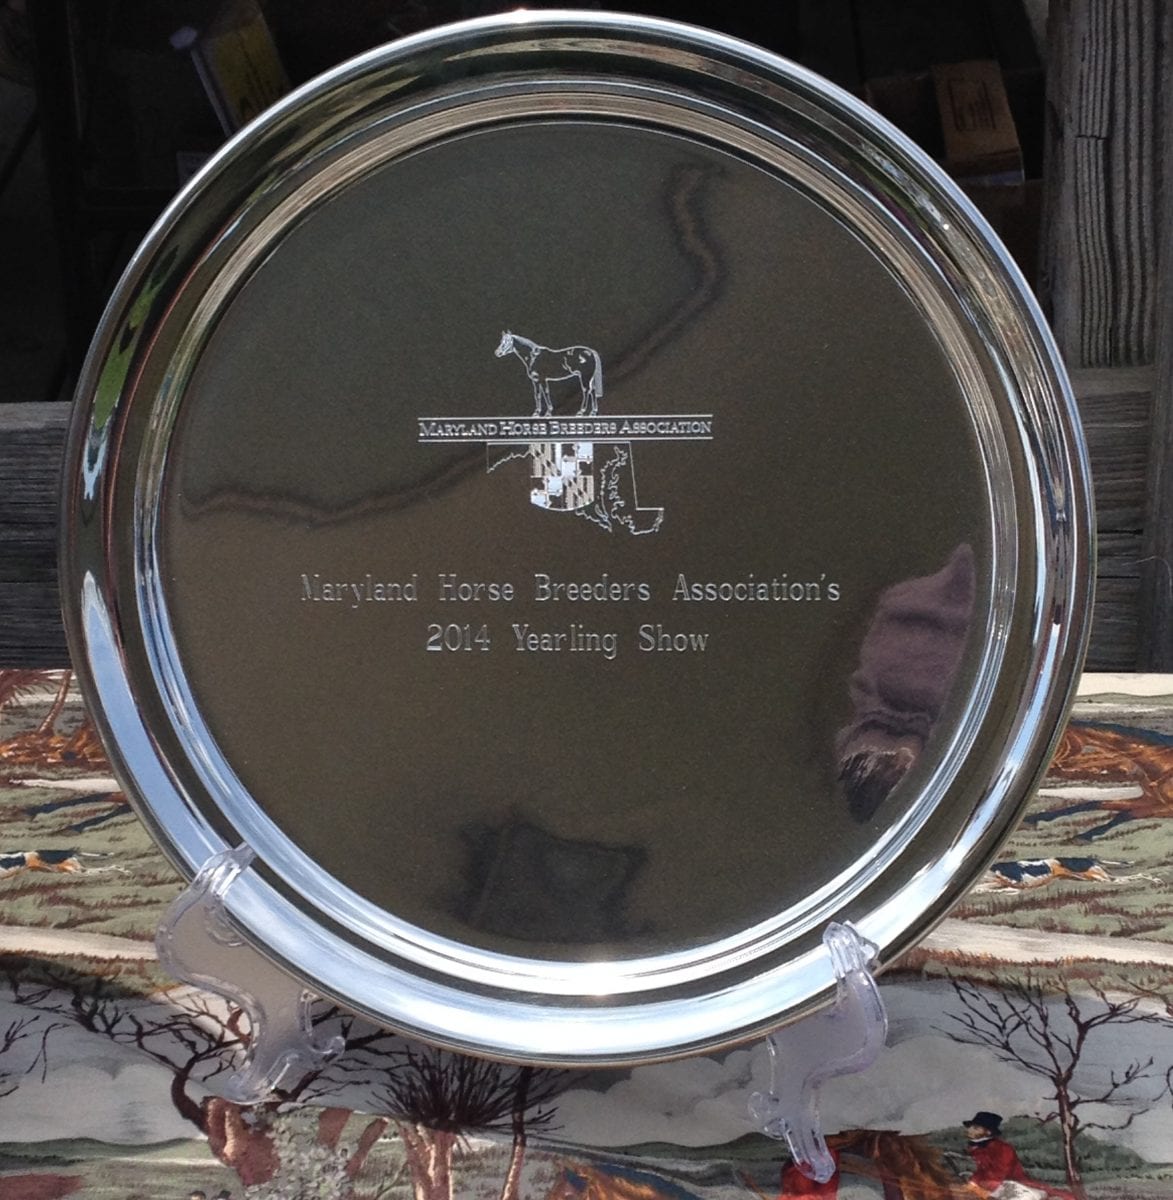 MARYLAND HORSE BREEDERS ASSOCIATION
Maryland Horse Breeders Association's
2014 Yearling Show